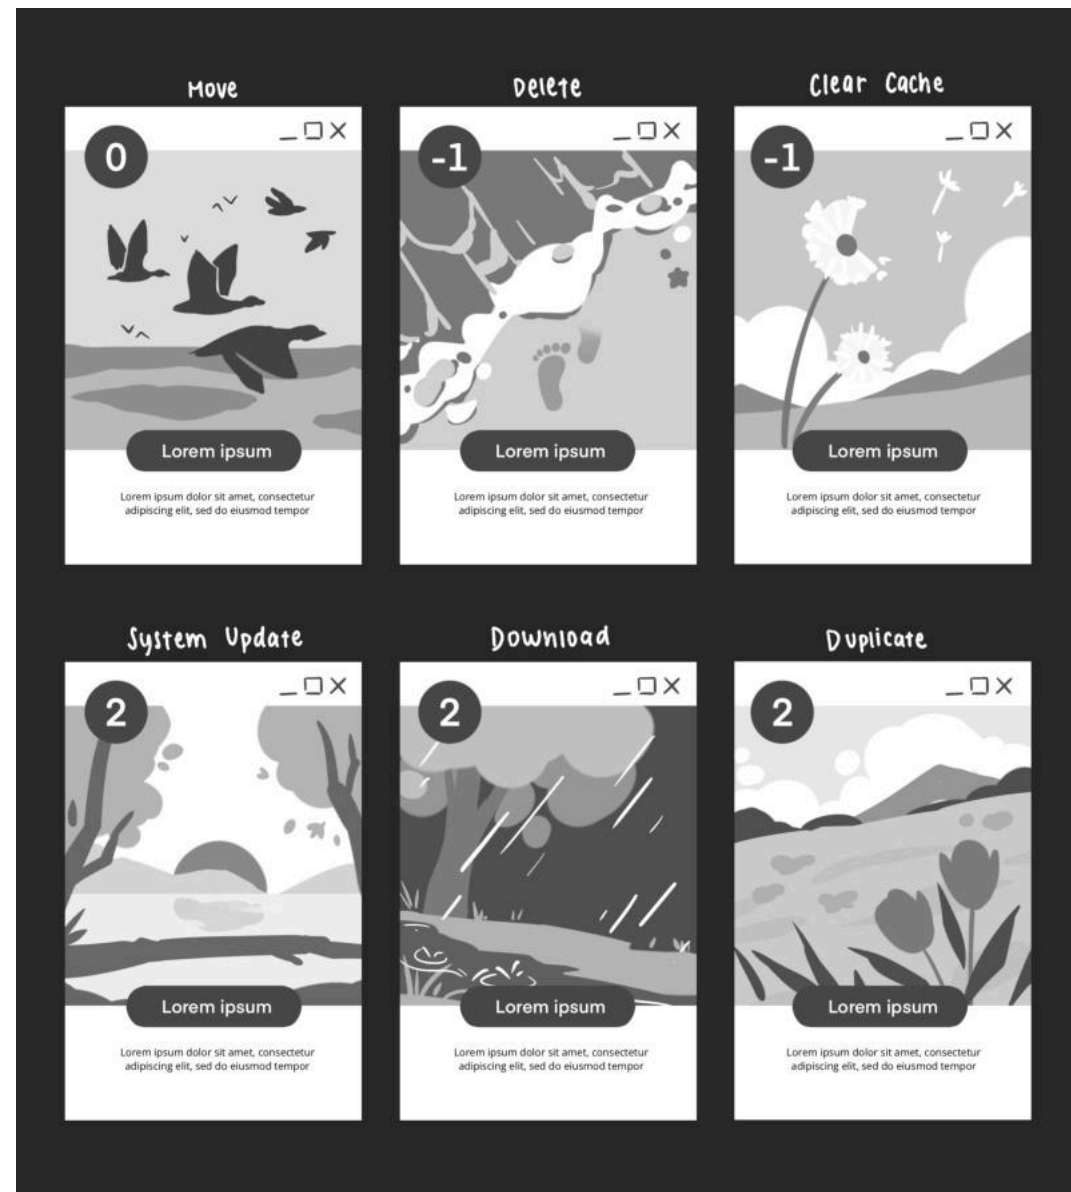 Move
Delete
Clear Cache
0
-1
-1
Lorem ipsum
Lorem ipsum dolor sit amet, consectetur
adipiscing elit, sed do eiusmod tempor
Lorem ipsum
Lorem ipsum dolor sit amet, consectetur
adipiscing elit, sed do eiusmod tempor
Lorem ipsum
Lorem ipsum dolor sit amet, consectetur
adipiscing elit, sed do eiusmod tempor
System Update
Download
Duplicate
2
2
2
Lorem ipsum
Lorem ipsum dolor sit amet, consectetur
adipiscing elit, sed do eiusmod tempor
Lorem ipsum
Lorem ipsum dolor sit amet, consectetur
adipiscing elit, sed do eiusmod tempor
Lorem ipsum
Lorem ipsum dolor sit amet, consectetur
adipiscing elit, sed do eiusmod tempor